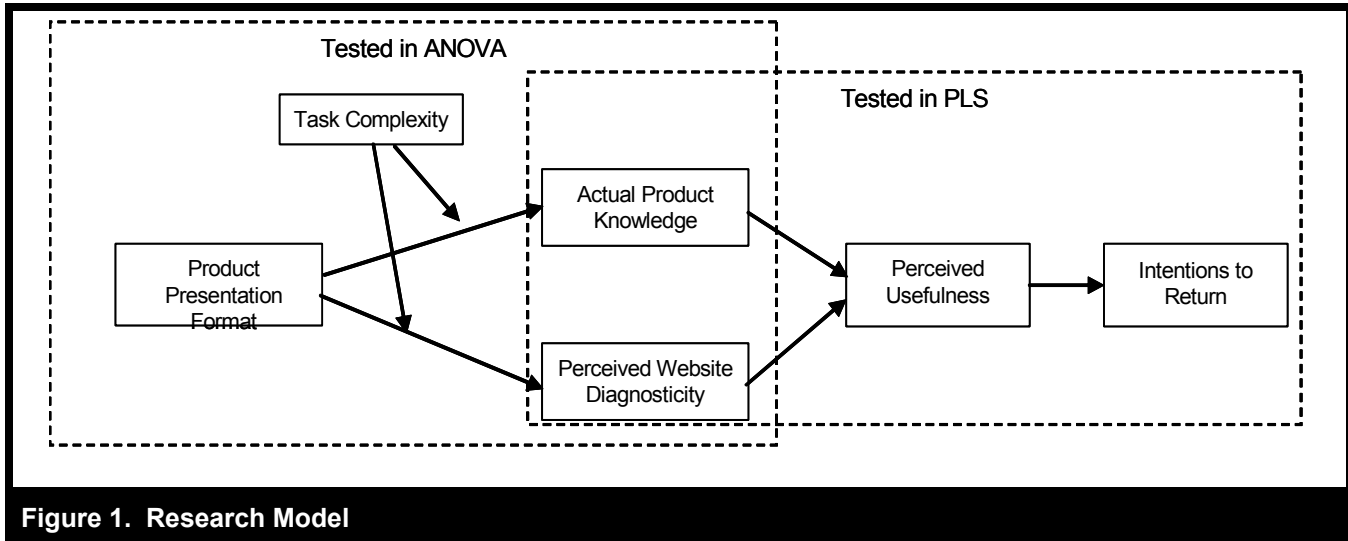 Tested in ANOVA
Tested in PLS
Task Complexity
Actual Product
Knowledge
Product
Presentation
Format
Perceived
Usefulness
Intentions to
Return
Perceived Website
Diagnosticity
Figure 1. Research Model